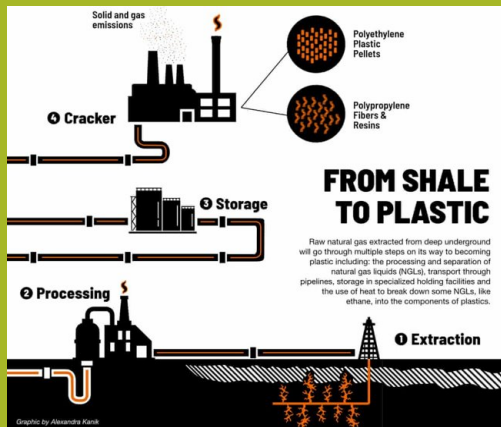 Solid and gas
emissions
Polyethylene
Plastic
Pellets
Polypropylene
Fibers &
Resins
4 Cracker
FROM SHALE
TO PLASTIC
Raw natural gas extracted from deep underground
will go through multiple steps on its way to becoming
plastic including: the processing and separation of
natural gas liquids (NGLs), transport through
pipelines, storage in specialized holding facilities and
the use of heat to break down some NGLs, like
ethane, into the components of plastics.
3 Storage
2 Processing
1 Extraction
Graphic by Alexandra Kanik